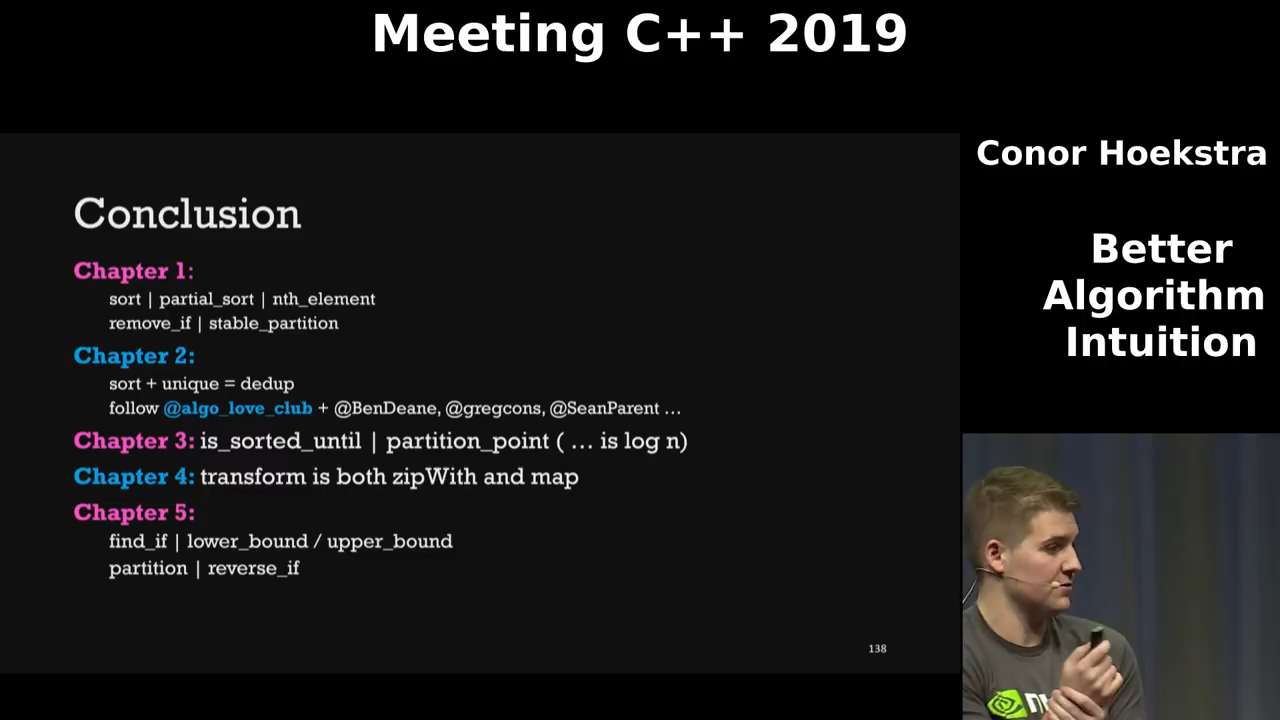 Meeting C++ 2019
Conclusion
Chapter 1:
sort | partial_sort | nth_element
remove_if | stable_partition
Chapter 2:
sort + unique = dedup
follow @algo_love_club + @BenDeane, @gregcons, @SeanParent ...
Chapter 3: is_sorted_until | partition_point ( ... is log n)
Chapter 4: transform is both zipWith and map
Chapter 5:
find_if | lower_bound / upper_bound
partition | reverse_if
138
Conor Hoekstra
Better
Algorithm
Intuition